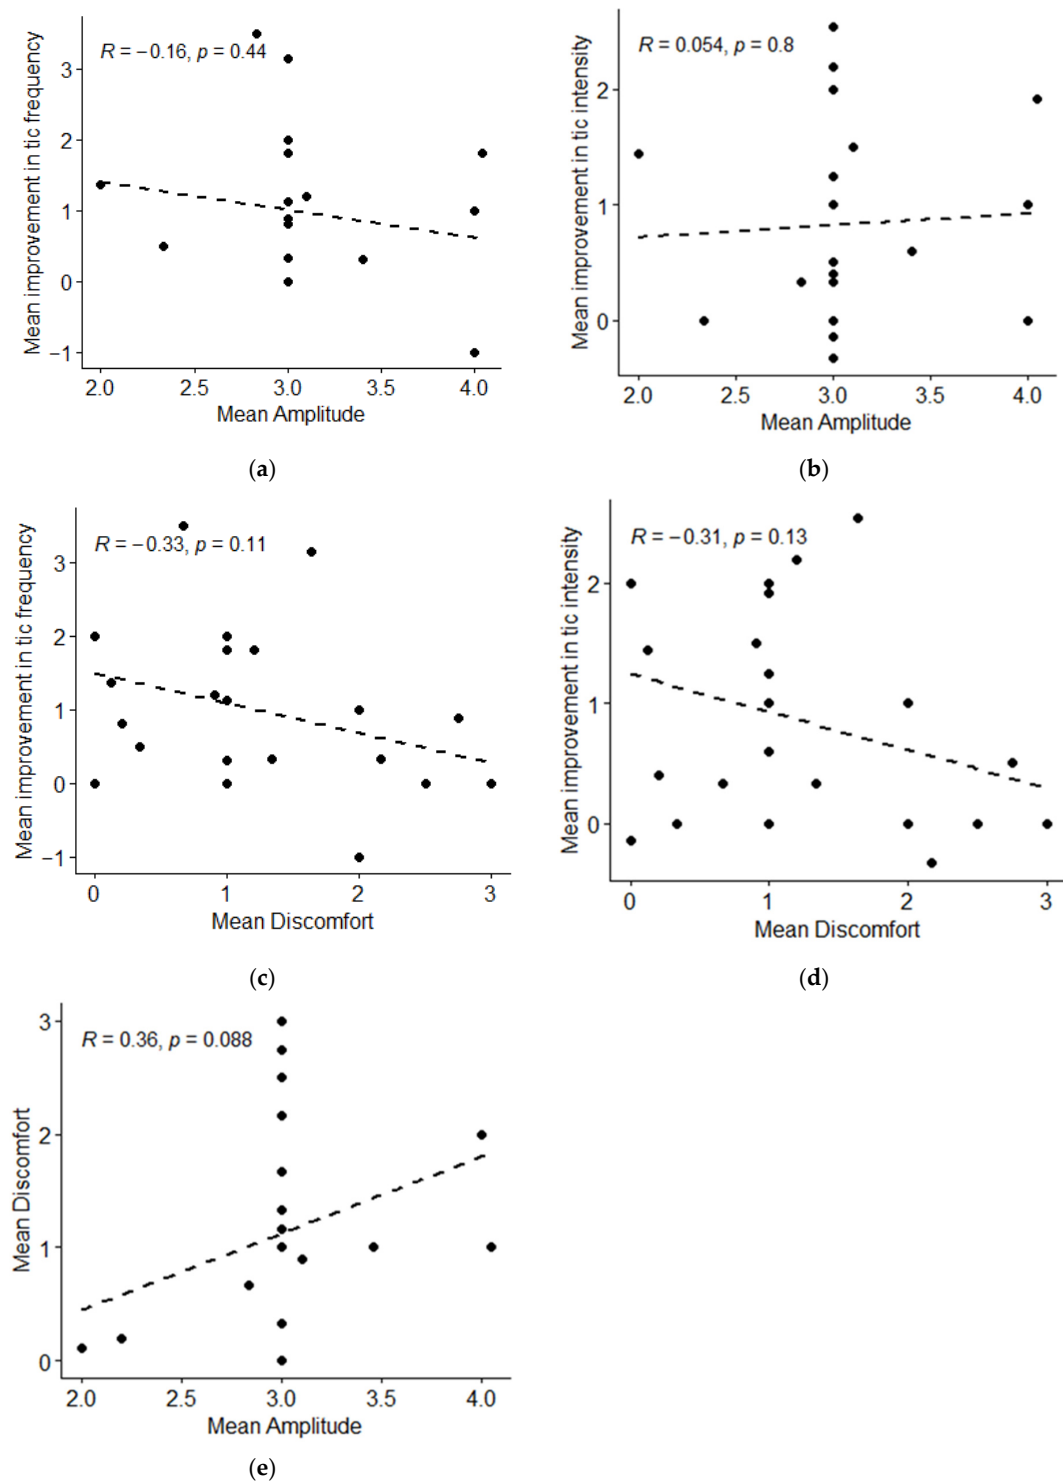 R = −0.16, p = 0.44
Mean improvement in tic frequency
3
2
1
0
−1
2.0 2.5 3.0 3.5 4.0
Mean Amplitude
(a)
R = 0.054, p = 0.8
Mean improvement in tic intensity
2
1
0
2.0 2.5 3.0 3.5 4.0
Mean Amplitude
(b)
R = −0.33, p = 0.11
Mean improvement in tic frequency
3
2
1
0
−1
0 1 2 3
Mean Discomfort
(c)
R = −0.31, p = 0.13
Mean improvement in tic intensity
2
1
0
0 1 2 3
Mean Discomfort
(d)
R = 0.36, p = 0.088
Mean Discomfort
3
2
1
0
2.0 2.5 3.0 3.5 4.0
Mean Amplitude
(e)